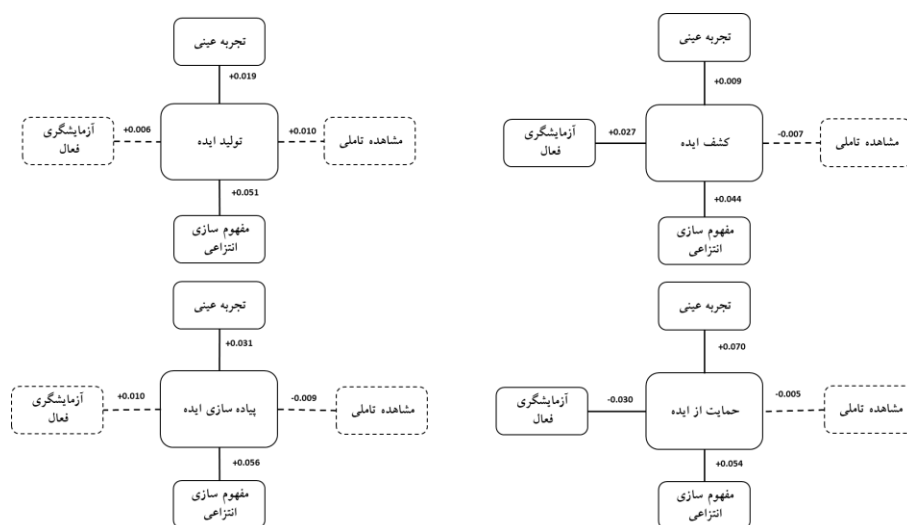 تجربه عینی
+0.019
آزمایشگری
فعال
+0.006
تولید ایده
+0.010
مشاهده تاملی
+0.051
مفهوم سازی
انتزاعی
تجربه عینی
+0.009
آزمایشگری
فعال
+0.027
کشف ایده
-0.007
مشاهده تاملی
+0.044
مفهوم سازی
انتزاعی
تجربه عینی
+0.031
آزمایشگری
فعال
+0.010
پیاده سازی ایده
-0.009
مشاهده تاملی
+0.056
مفهوم سازی
انتزاعی
تجربه عینی
+0.070
آزمایشگری
فعال
-0.030
حمایت از ایده
-0.005
مشاهده تاملی
+0.054
مفهوم سازی
انتزاعی